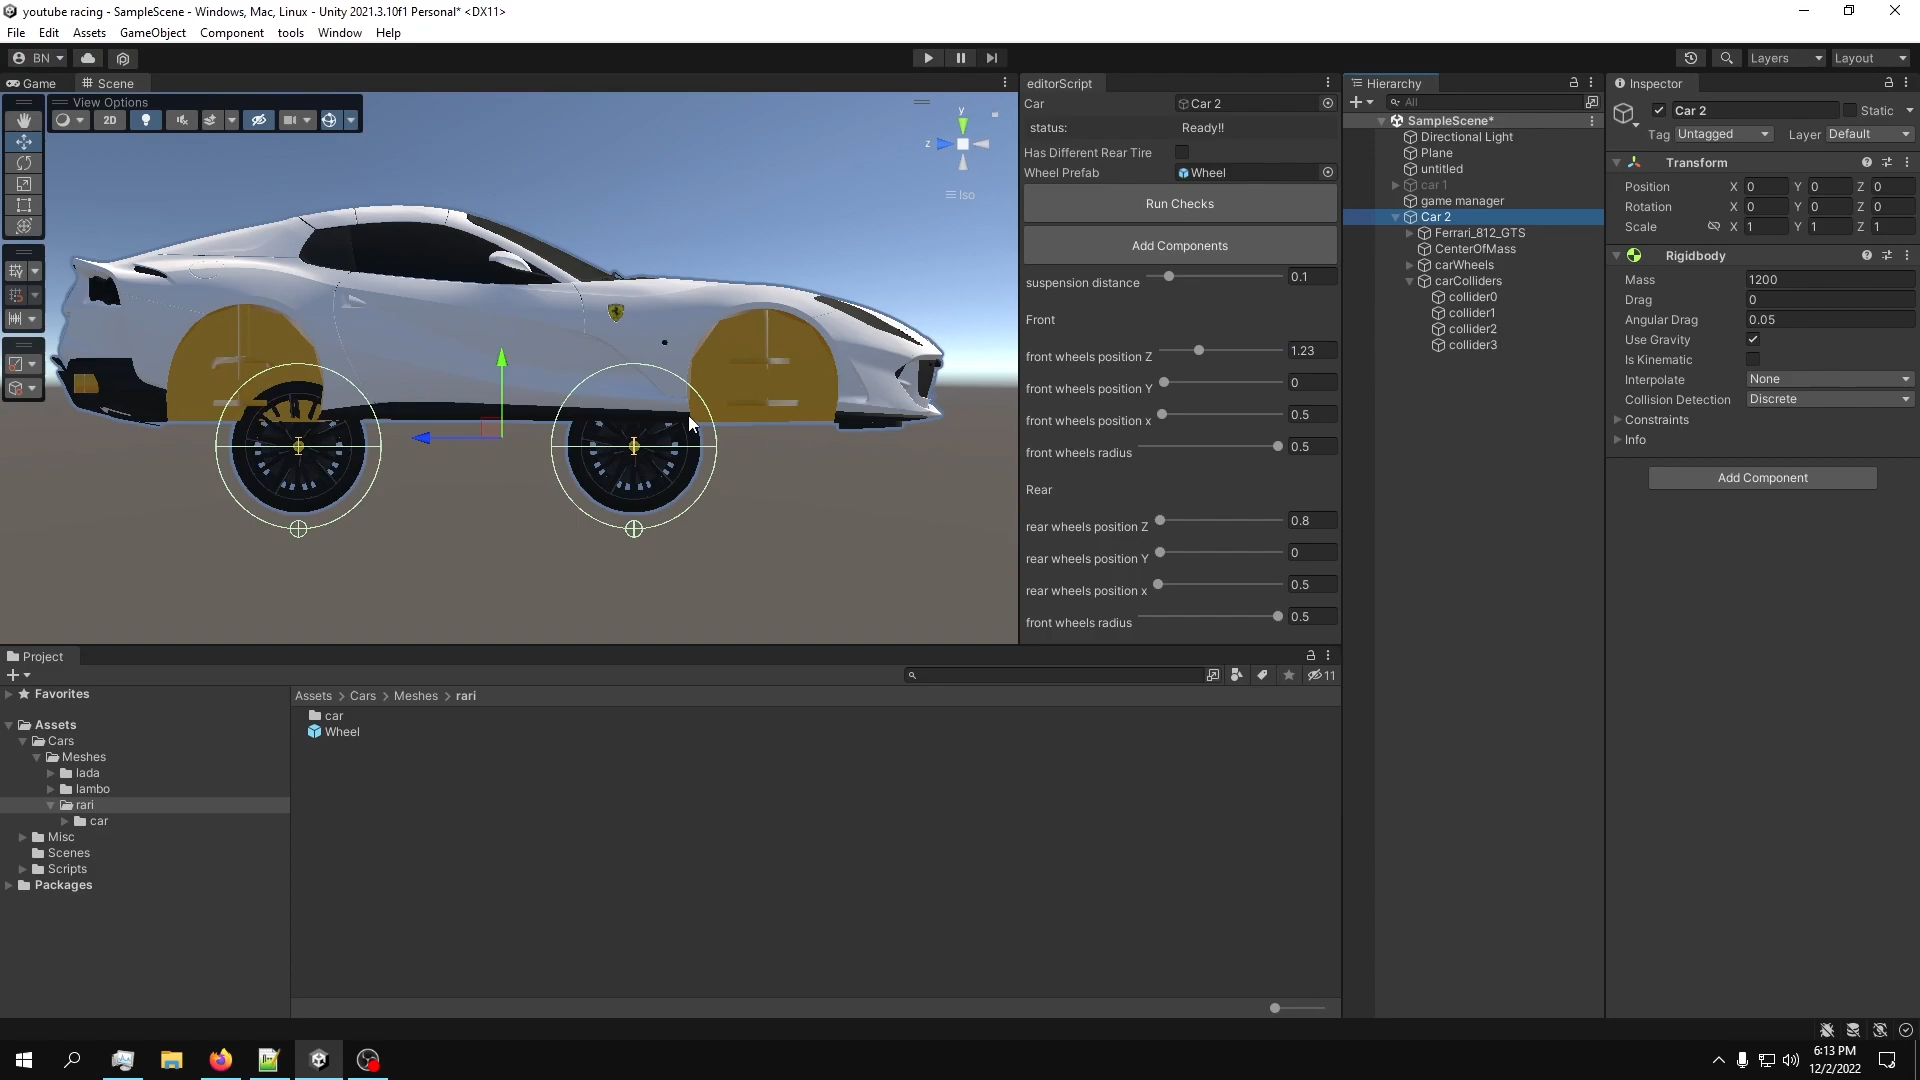 youtube racing - SampleScene - Windows, Mac, Linux - Unity 2021.3.10f1 Personal* <DX11>
File Edit Assets GameObject Component tools Window Help
BN
Layers
Layout
Game
Scene
View Options
2D
y
z
Iso
editorScript
Car
Car 2
status:
Ready!!
Has Different Rear Tire
Wheel Prefab
Wheel
Run Checks
Add Components
suspension distance
0.1
Front
front wheels position Z
1.23
front wheels position Y
0
front wheels position x
0.5
front wheels radius
0.5
Rear
rear wheels position Z
0.8
rear wheels position Y
0
rear wheels position x
0.5
front wheels radius
0.5
Hierarchy
All
SampleScene*
Directional Light
Plane
untitled
car 1
game manager
Car 2
Ferrari_812_GTS
CenterOfMass
carWheels
carColliders
collider0
collider1
collider2
collider3
Inspector
Car 2
Static
Tag Untagged
Layer Default
Transform
Position X 0 Y 0 Z 0
Rotation X 0 Y 0 Z 0
Scale X 1 Y 1 Z 1
Rigidbody
Mass 1200
Drag 0
Angular Drag 0.05
Use Gravity
Is Kinematic
Interpolate None
Collision Detection Discrete
Constraints
Info
Add Component
Project
11
Favorites
Assets
Cars
Meshes
lada
lambo
rari
car
Misc
Scenes
Scripts
Packages
Assets > Cars > Meshes > rari
car
Wheel
6:13 PM
12/2/2022